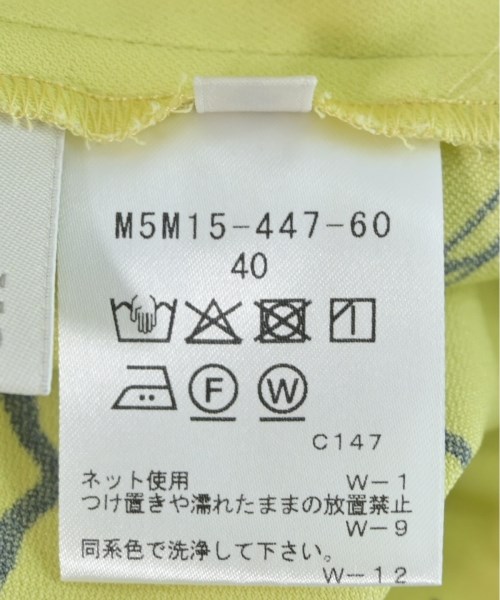 M5M15-447-60
40
F W
C147
ネット使用 W-1
つけ置きや濡れたままの放置禁止
W-9
同系色で洗浄して下さい。
W-12